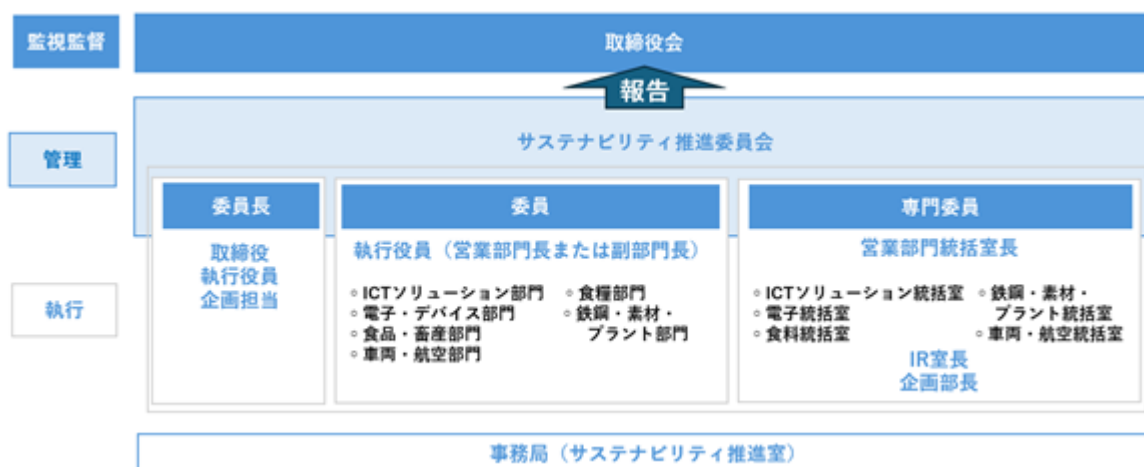 監視監督
取締役会
報告
サステナビリティ推進委員会
管理
委員長
委員
専門委員
取締役
執行役員
企画担当
執行役員（営業部門長または副部門長）
営業部門統括室長
執行
◦ ICTソリューション部門
◦ 電子・デバイス部門
◦ 食品・畜産部門
◦ 車両・航空部門
◦ 食糧部門
◦ 鉄鋼・素材・
プラント部門
◦ ICTソリューション統括室
◦ 電子統括室
◦ 食料統括室
◦ 鉄鋼・素材・
プラント統括室
◦ 車両・航空統括室
IR室長
企画部長
事務局（サステナビリティ推進室）